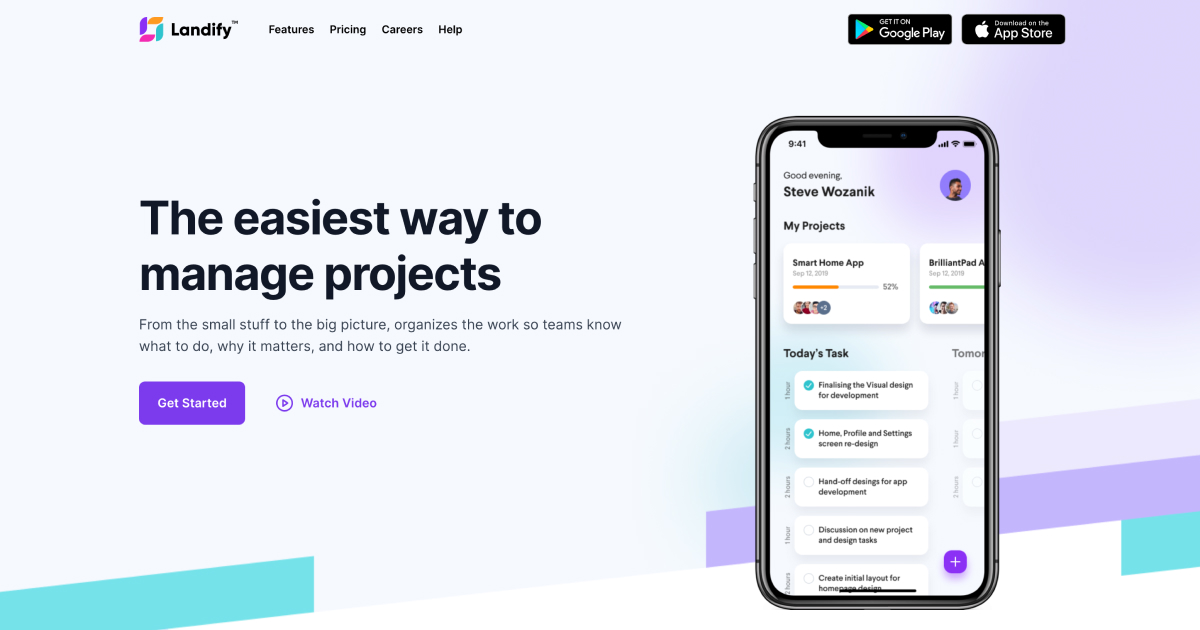 Landify™
Features Pricing Careers Help
GET IT ON
Google Play
Download on the
App Store
The easiest way to
manage projects
From the small stuff to the big picture, organizes the work so teams know
what to do, why it matters, and how to get it done.
Get Started
Watch Video
9:41
Good evening,
Steve Wozanik
My Projects
Smart Home App
Sep 12, 2019
52%
+2
BrilliantPad A
Sep 12, 2019
Today's Task
Tomor
1 hour
Finalising the Visual design
for development
1 hour
2 hours
Home, Profile and Settings
screen re-design
1 hour
2 hours
Hand-off desings for app
development
2 hours
1 hour
Discussion on new project
and design tasks
2 hours
Create initial layout for
homepage design